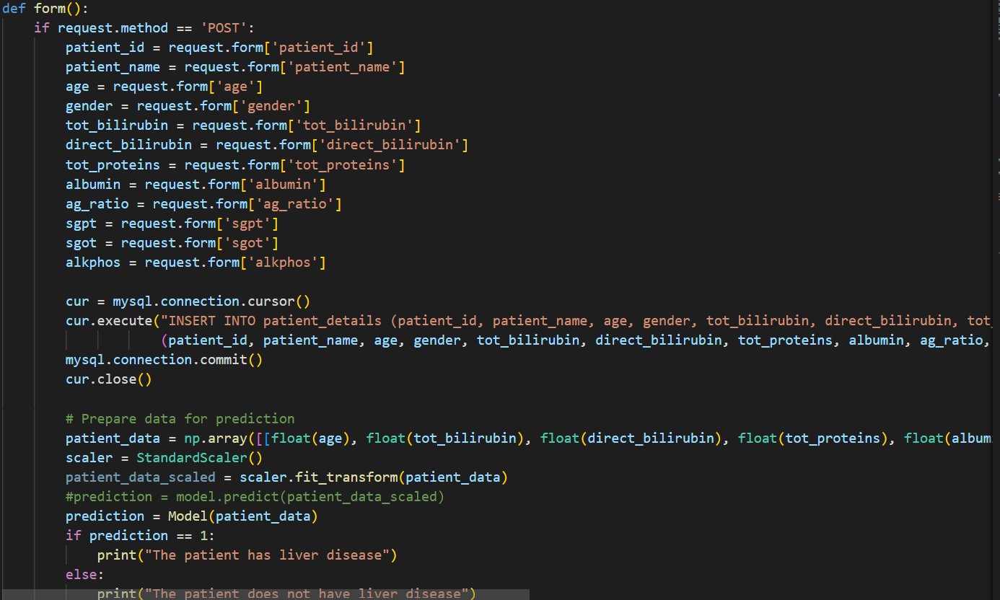 def form():
    if request.method == 'POST':
        patient_id = request.form['patient_id']
        patient_name = request.form['patient_name']
        age = request.form['age']
        gender = request.form['gender']
        tot_bilirubin = request.form['tot_bilirubin']
        direct_bilirubin = request.form['direct_bilirubin']
        tot_proteins = request.form['tot_proteins']
        albumin = request.form['albumin']
        ag_ratio = request.form['ag_ratio']
        sgpt = request.form['sgpt']
        sgot = request.form['sgot']
        alkphos = request.form['alkphos']

        cur = mysql.connection.cursor()
        cur.execute("INSERT INTO patient_details (patient_id, patient_name, age, gender, tot_bilirubin, direct_bilirubin, tot_
                    (patient_id, patient_name, age, gender, tot_bilirubin, direct_bilirubin, tot_proteins, albumin, ag_ratio,
        mysql.connection.commit()
        cur.close()

        # Prepare data for prediction
        patient_data = np.array([[float(age), float(tot_bilirubin), float(direct_bilirubin), float(tot_proteins), float(album
        scaler = StandardScaler()
        patient_data_scaled = scaler.fit_transform(patient_data)
        #prediction = model.predict(patient_data_scaled)
        prediction = Model(patient_data)
        if prediction == 1:
            print("The patient has liver disease")
        else:
            print("The patient does not have liver disease")